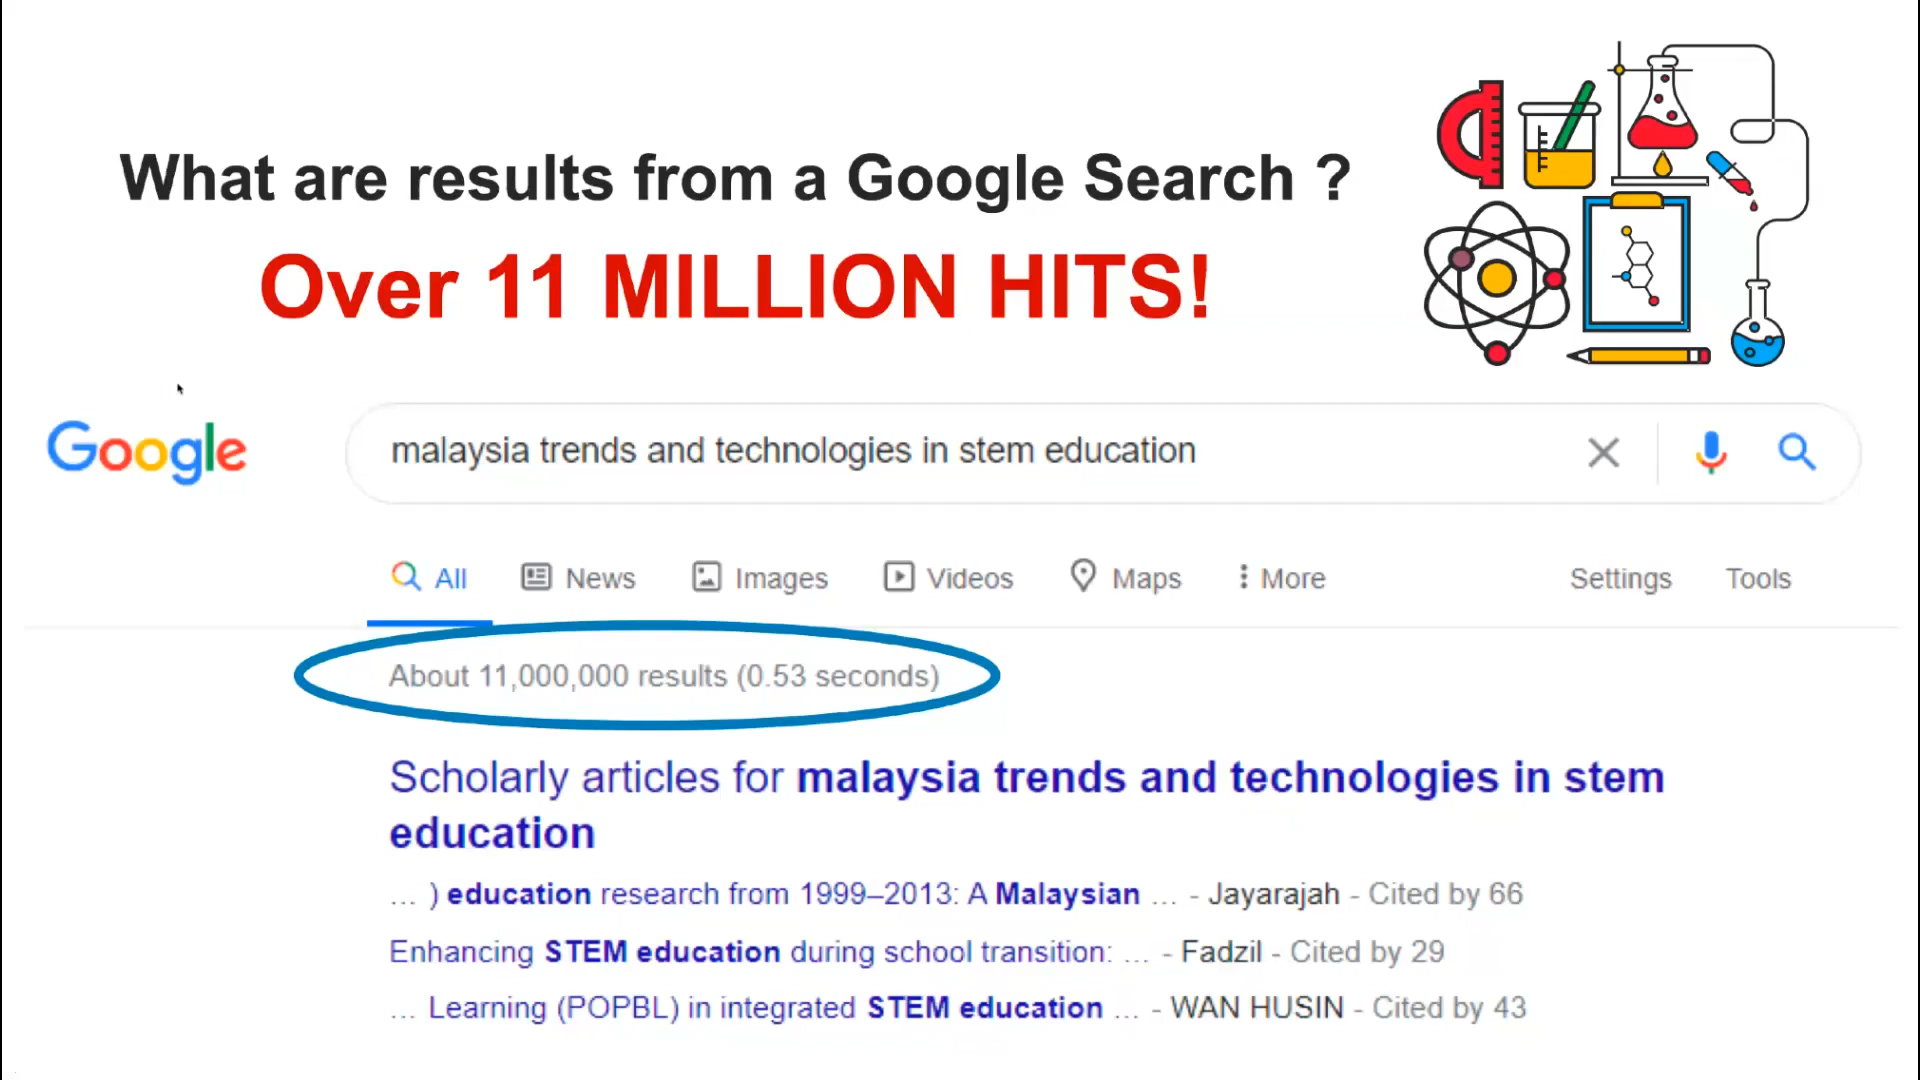 What are results from a Google Search ?
Over 11 MILLION HITS!
Google
malaysia trends and technologies in stem education
All News Images Videos Maps More Settings Tools
About 11,000,000 results (0.53 seconds)
Scholarly articles for malaysia trends and technologies in stem
education
... ) education research from 1999–2013: A Malaysian ... - Jayarajah - Cited by 66
Enhancing STEM education during school transition: ... - Fadzil - Cited by 29
... Learning (POPBL) in integrated STEM education ... - WAN HUSIN - Cited by 43